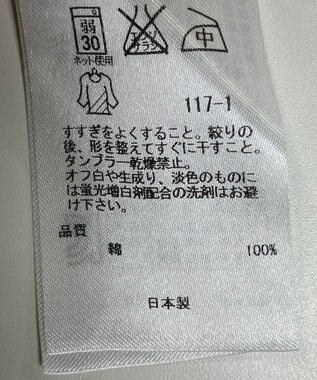 弱
30
ネット使用
エンソ
サラシ
中
117-1
すすぎをよくすること。絞りの
後、形を整えてすぐに干すこと。
タンブラー乾燥禁止。
オフ白や生成り、淡色のものに
は蛍光増白剤配合の洗剤はお避
け下さい。
品質
綿 100%
日本製